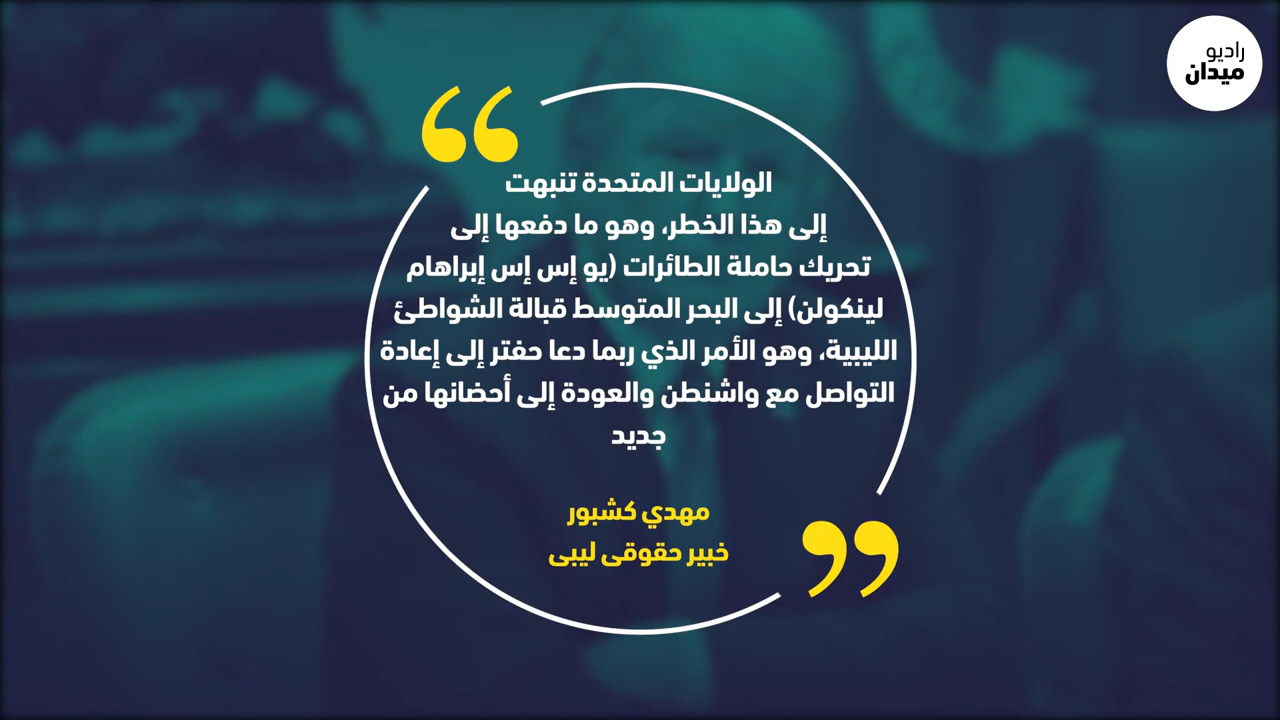 راديو
ميدان
الولايات المتحدة تنبهت
إلى هذا الخطر، وهو ما دفعها إلى
تحريك حاملة الطائرات (يو إس إس إبراهام
لينكولن) إلى البحر المتوسط قبالة الشواطئ
الليبية، وهو الأمر الذي ربما دعا حفتر إلى إعادة
التواصل مع واشنطن والعودة إلى أحضانها من
جديد
مهدي كشبور
خبير حقوقى ليبى